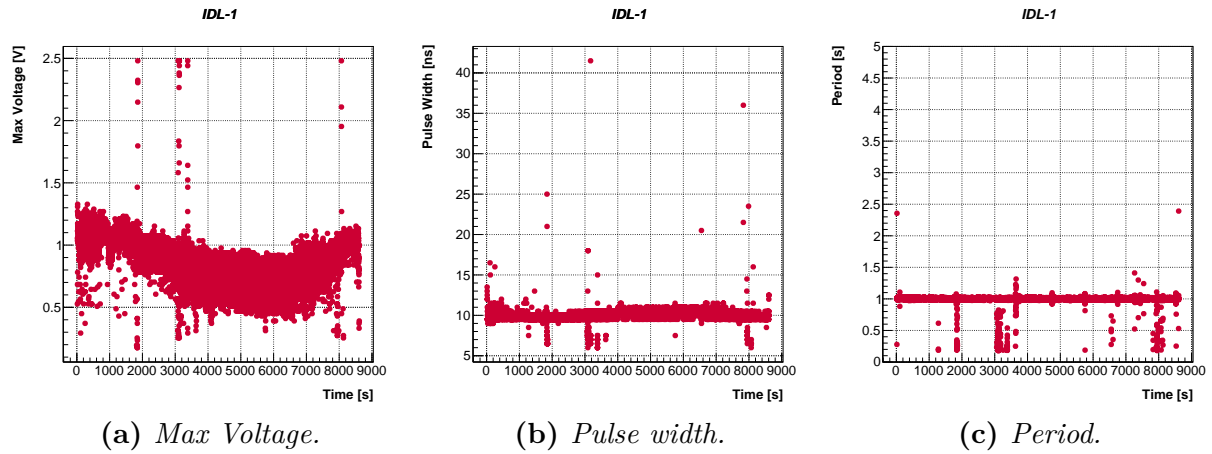 IDL-1
Max Voltage [V]
2.5
2
1.5
1
0.5
0 1000 2000 3000 4000 5000 6000 7000 8000 9000
Time [s]
(a) Max Voltage.
IDL-1
Pulse Width [ns]
40
35
30
25
20
15
10
5
0 1000 2000 3000 4000 5000 6000 7000 8000 9000
Time [s]
(b) Pulse width.
IDL-1
Period [s]
5
4.5
4
3.5
3
2.5
2
1.5
1
0.5
0
0 1000 2000 3000 4000 5000 6000 7000 8000 9000
Time [s]
(c) Period.